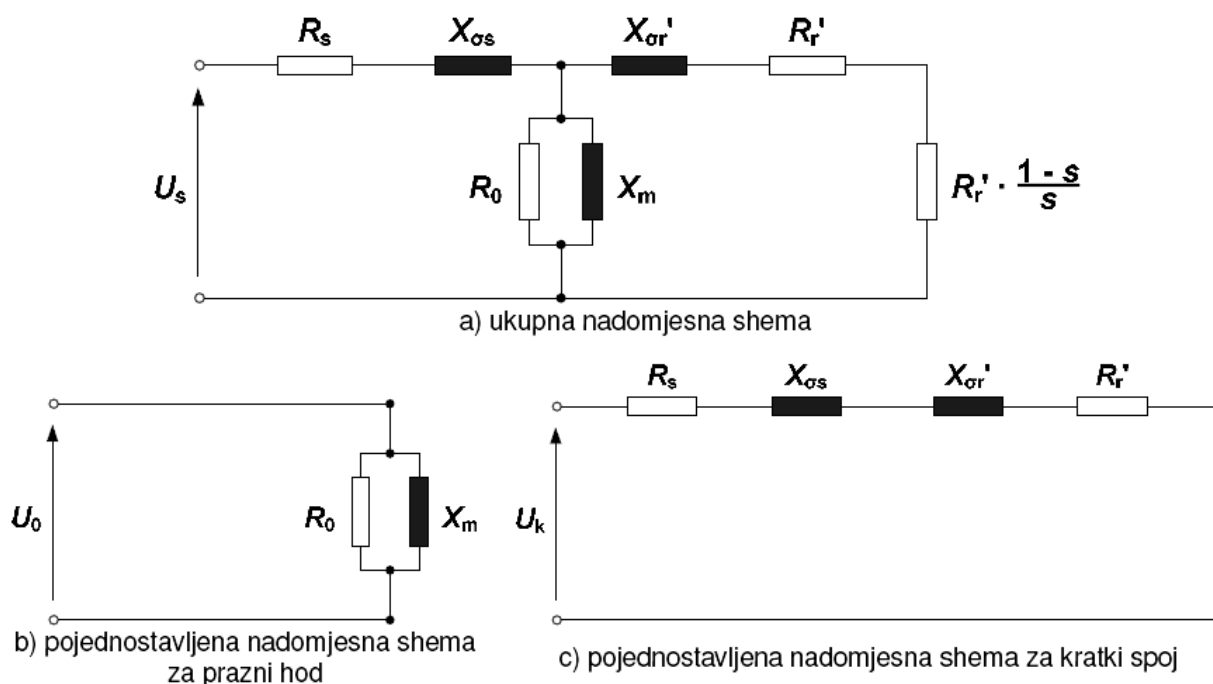 Rs Xσs Xσr' Rr'
Us R0 Xm Rr' · 1 - s / s
a) ukupna nadomjesna shema
Rs Xσs Xσr' Rr'
U0 R0 Xm Uk
b) pojednostavljena nadomjesna shema
za prazni hod
c) pojednostavljena nadomjesna shema za kratki spoj